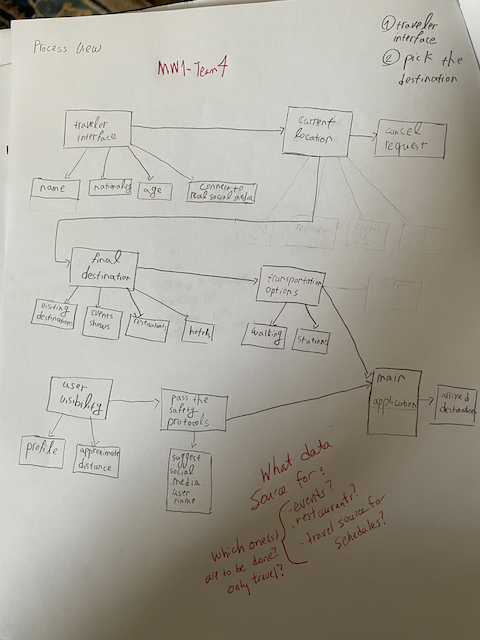 Process View
MW1-Team 4
① traveler
interface
② pick the
destination
traveler
interface
current
location
cancel
request
name
nationality
age
connect to
real social media
restaurants
events
final
destination
transportation
options
visiting
destinations
events
shows
restaurants
hotels
walking
stations
user
visibility
pass the
safety
protocols
main
application
arrived
destination
profile
approximate
distance
suggest
social
media
user
name
What data
Source for:
- events?
- restaurants?
- travel source for
schedules?
Which one(s)
are to be done?
only travel?